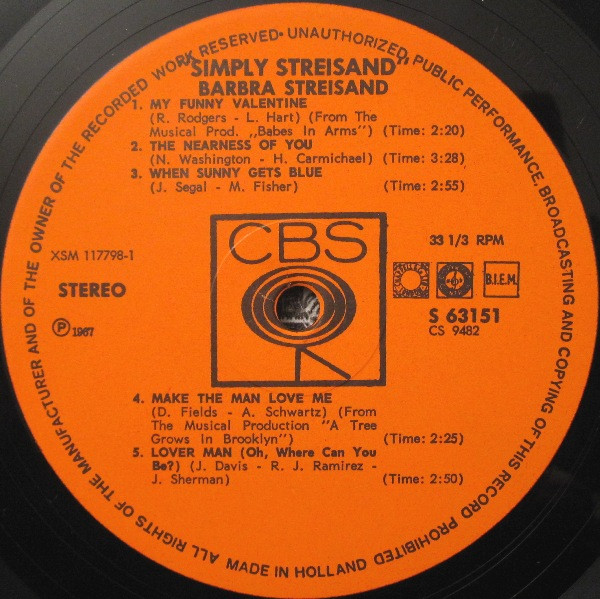 ALL RIGHTS OF THE MANUFACTURER AND OF THE OWNER OF THE RECORDED WORK RESERVED · UNAUTHORIZED PUBLIC PERFORMANCE, BROADCASTING AND COPYING OF THIS RECORD PROHIBITED
"SIMPLY STREISAND"
BARBRA STREISAND
1. MY FUNNY VALENTINE
(R. Rodgers - L. Hart) (From The
Musical Prod. „Babes In Arms") (Time: 2:20)
2. THE NEARNESS OF YOU
(N. Washington - H. Carmichael) (Time: 3:28)
3. WHEN SUNNY GETS BLUE
(J. Segal - M. Fisher) (Time: 2:55)
CBS
33 1/3 RPM
XSM 117798-1
B.I.E.M.
STEREO
S 63151
CS 9482
Ⓟ 1967
4. MAKE THE MAN LOVE ME
(D. Fields - A. Schwartz) (From
The Musical Production "A Tree
Grows In Brooklyn") (Time: 2:25)
5. LOVER MAN (Oh, Where Can You
Be?) (J. Davis - R. J. Ramirez -
J. Sherman) (Time: 2:50)
MADE IN HOLLAND